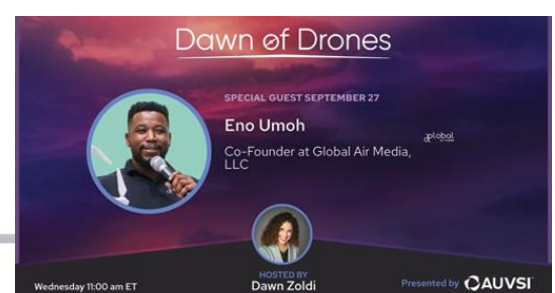 Dawn of Drones
SPECIAL GUEST SEPTEMBER 27
Eno Umoh
Co-Founder at Global Air Media,
LLC
global
HOSTED BY
Dawn Zoldi
Wednesday 11:00 am ET
Presented by AUVSI